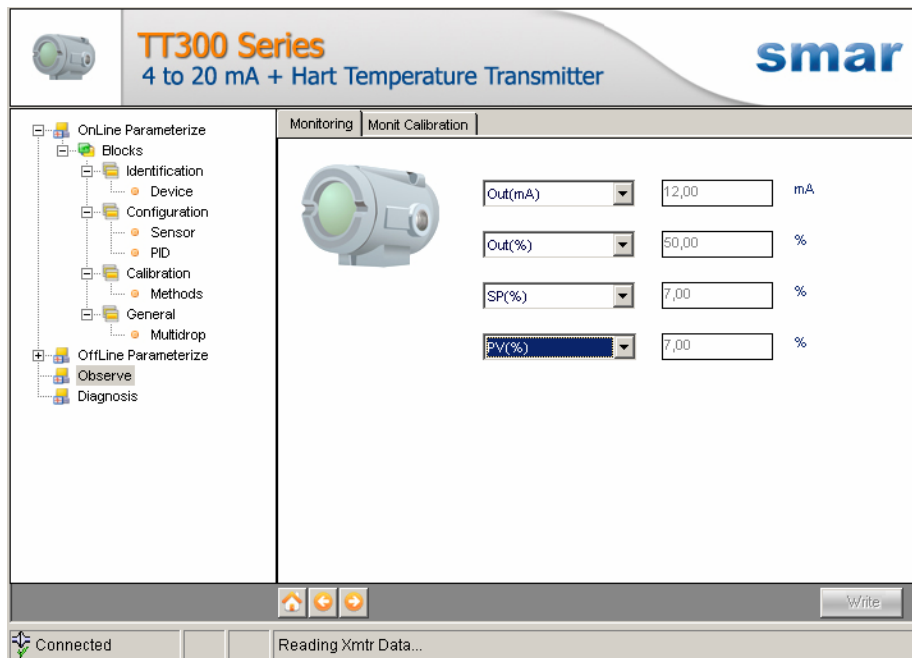 TT300 Series
4 to 20 mA + Hart Temperature Transmitter
smar
OnLine Parameterize
Blocks
Identification
Device
Configuration
Sensor
PID
Calibration
Methods
General
Multidrop
OffLine Parameterize
Observe
Diagnosis
Monitoring
Monit Calibration
Out(mA) 12,00 mA
Out(%) 50,00 %
SP(%) 7,00 %
PV(%) 7,00 %
Write
Connected
Reading Xmtr Data...